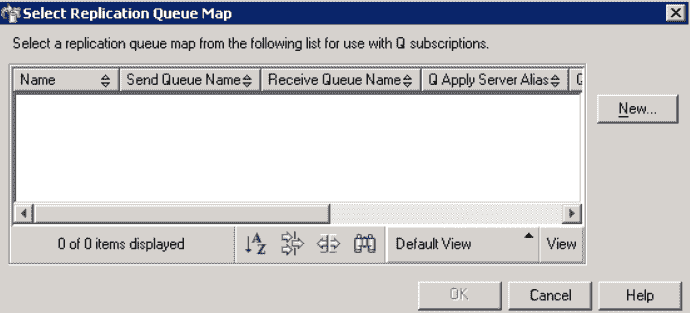 Select Replication Queue Map
Select a replication queue map from the following list for use with Q subscriptions.
Name Send Queue Name Receive Queue Name Q Apply Server Alias
New...
0 of 0 items displayed Default View View
OK Cancel Help